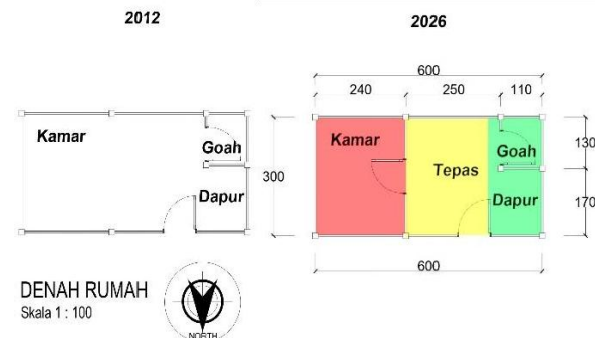 2012
2026
600
240 250 110
Kamar
Goah
Dapur
300
Kamar
Tepas
Goah
Dapur
130
170
600
DENAH RUMAH
Skala 1 : 100
NORTH